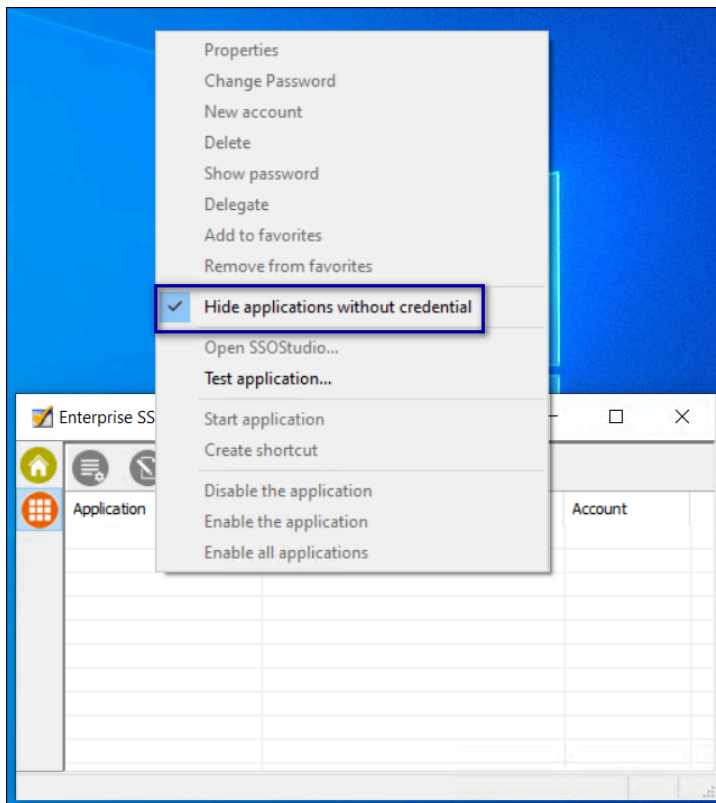 Properties
Change Password
New account
Delete
Show password
Delegate
Add to favorites
Remove from favorites
Hide applications without credential
Open SSOStudio...
Test application...
Start application
Create shortcut
Disable the application
Enable the application
Enable all applications
Enterprise SS
Application
Account